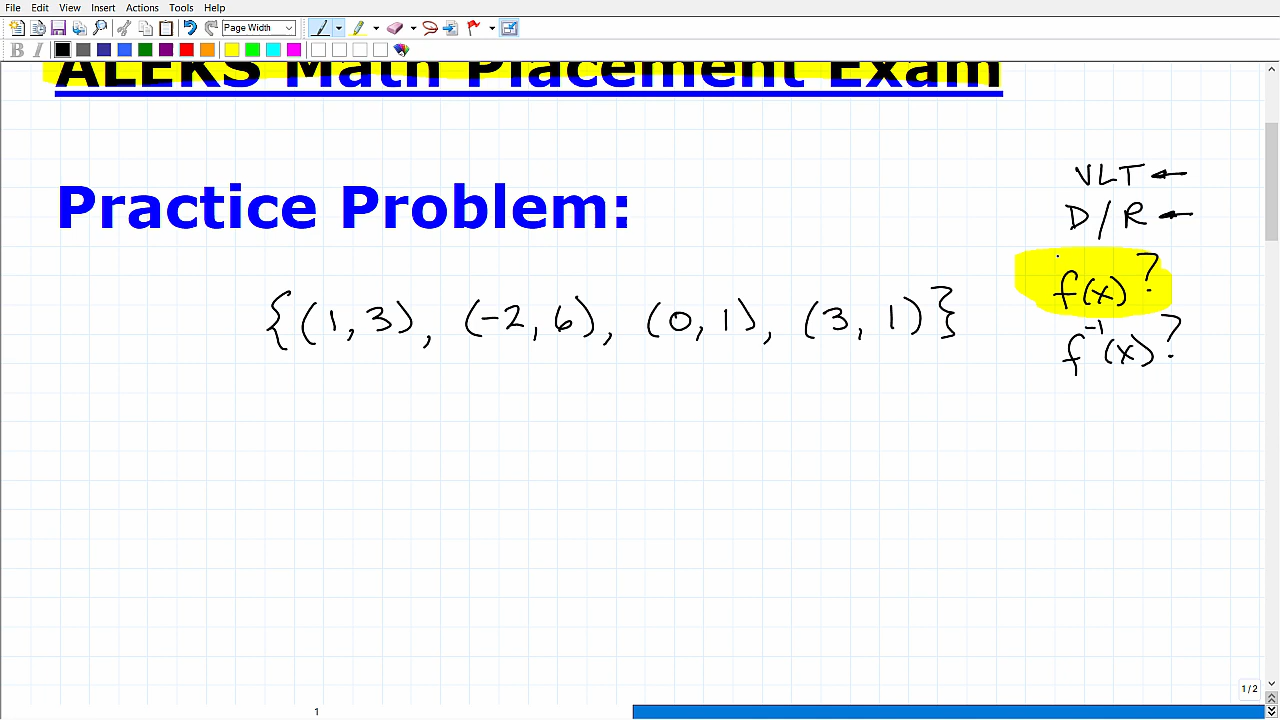 File Edit View Insert Actions Tools Help
Page Width
B I
ALEKS Math Placement Exam
VLT ←
Practice Problem:
D/R ←
f(x)?
{(1,3), (-2,6), (0,1), (3,1)}
f⁻¹(x)?
1/2
1